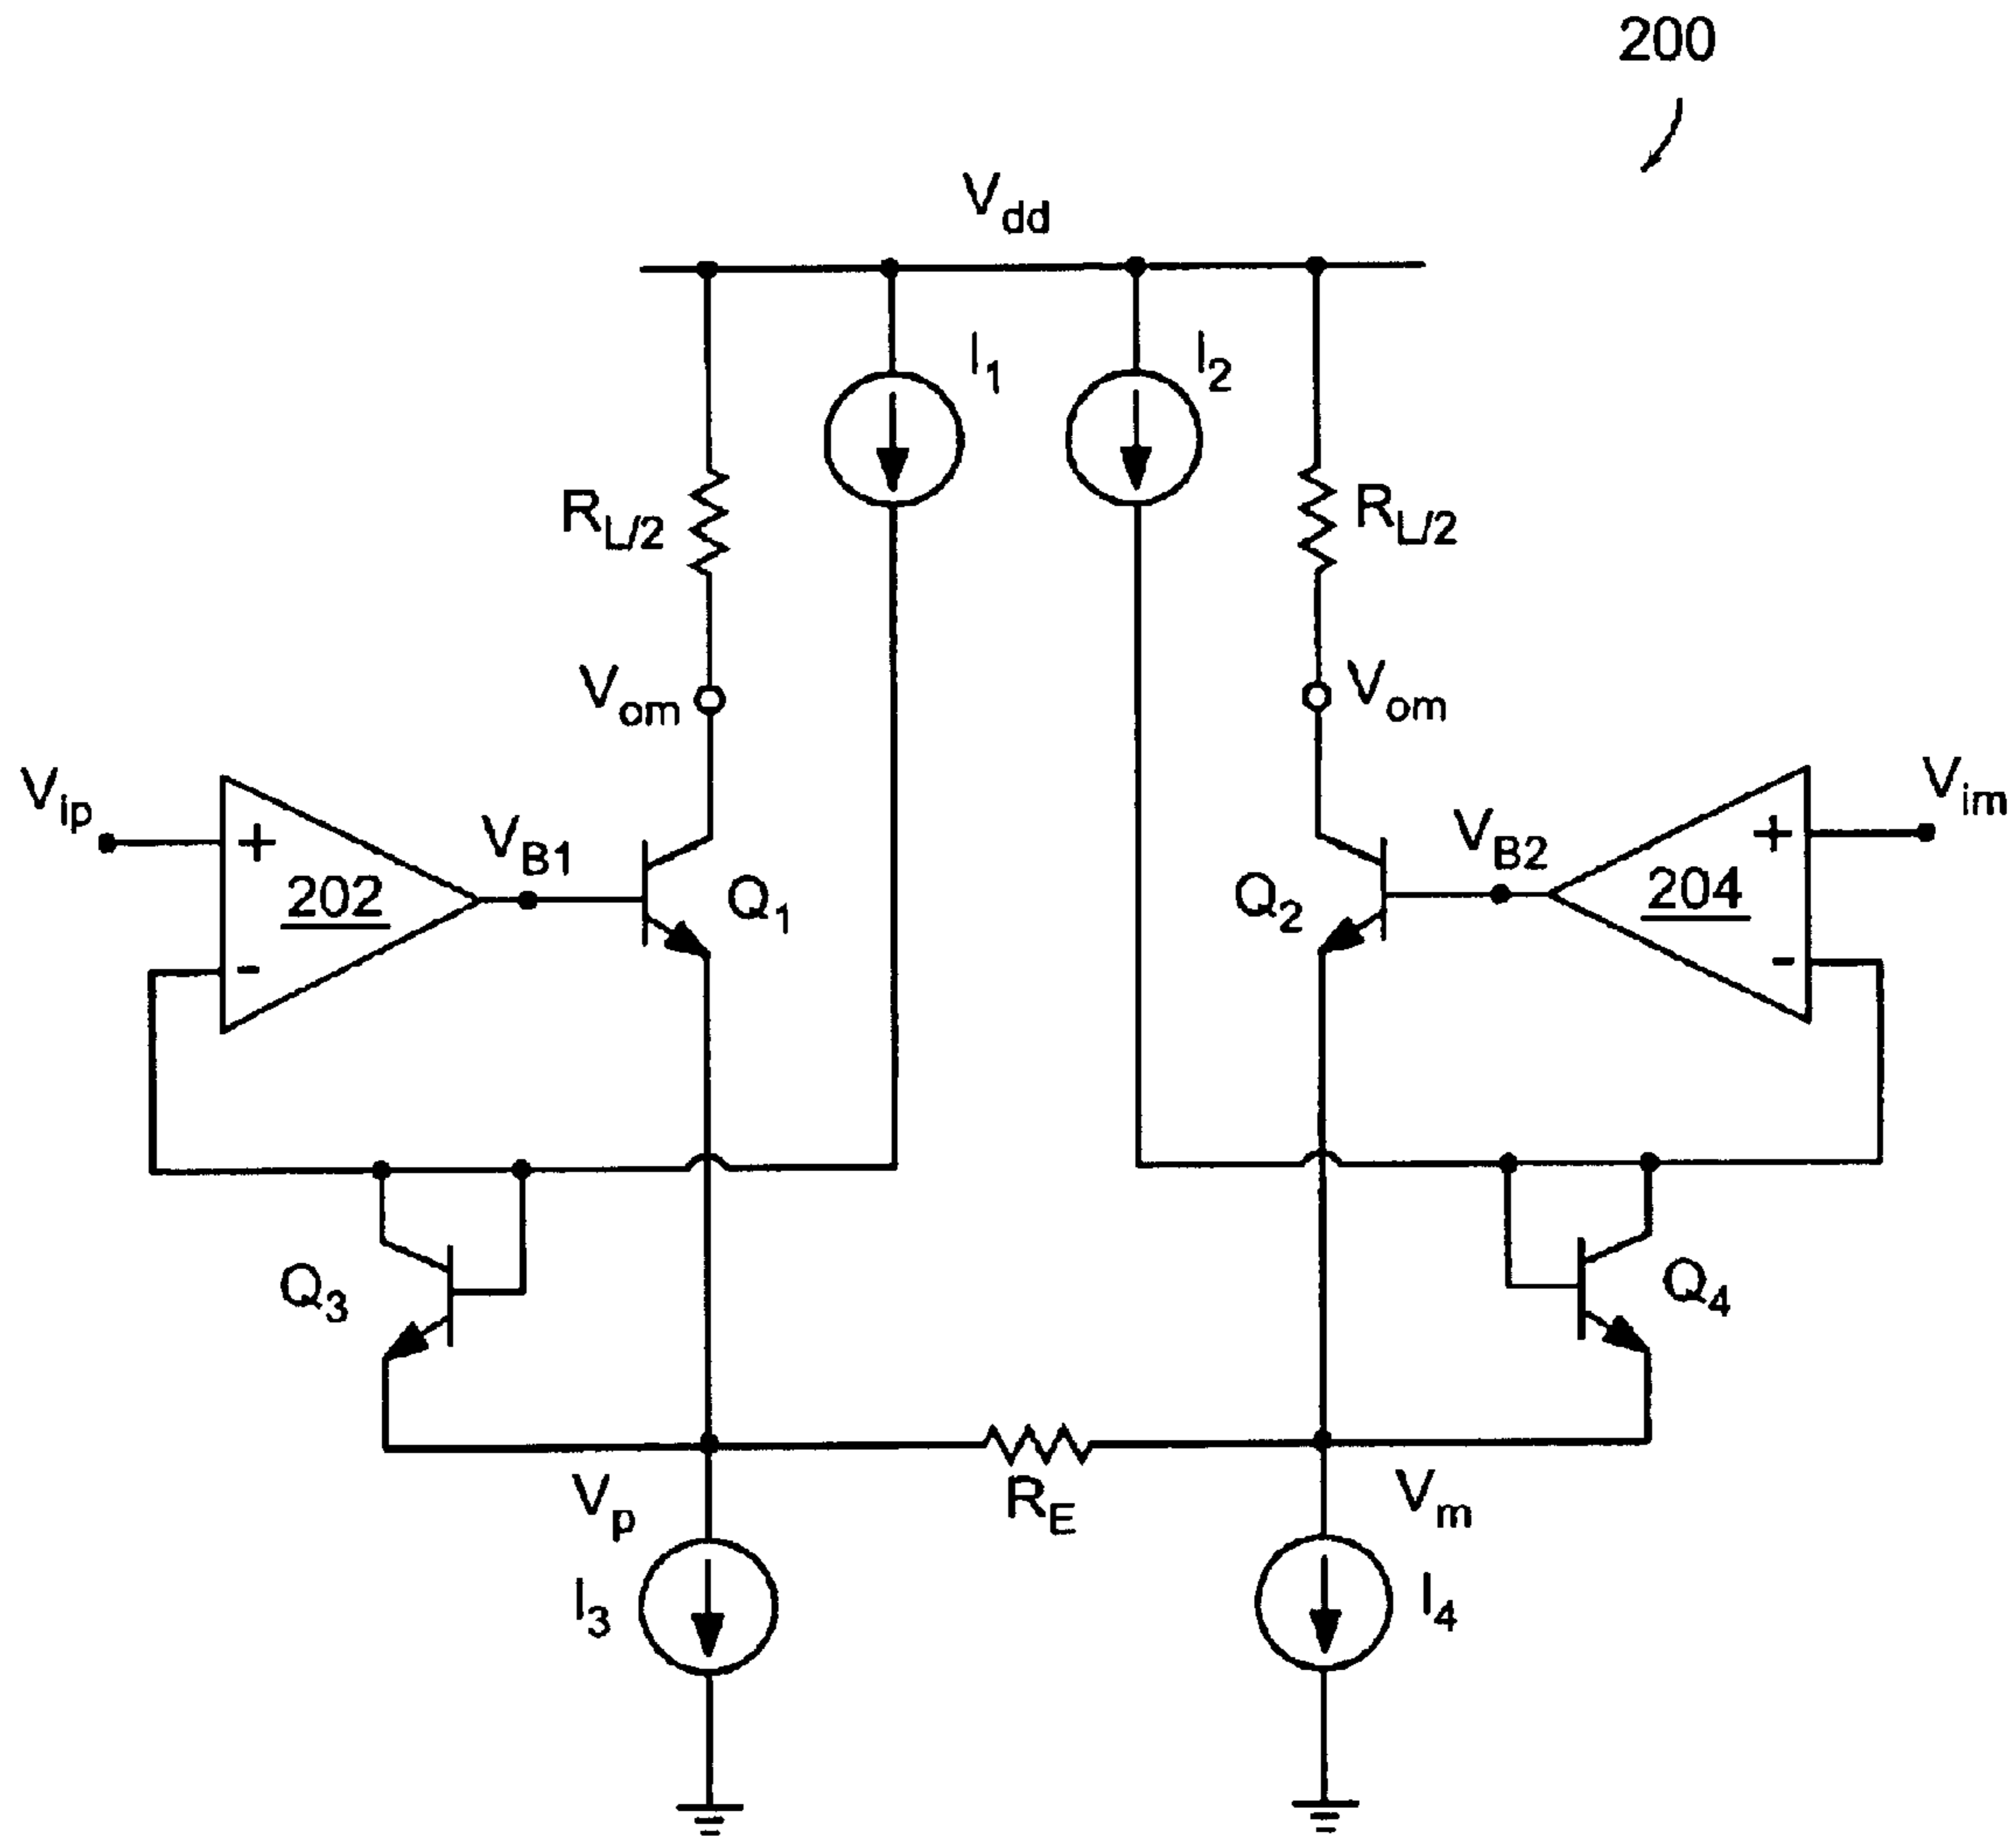 200
Vdd
I1
I2
RL/2
RL/2
Vom
Vom
Vip
+
202
-
VB1
Q1
Q2
VB2
+
204
-
Vim
Q3
Q4
Vp
RE
Vm
I3
I4